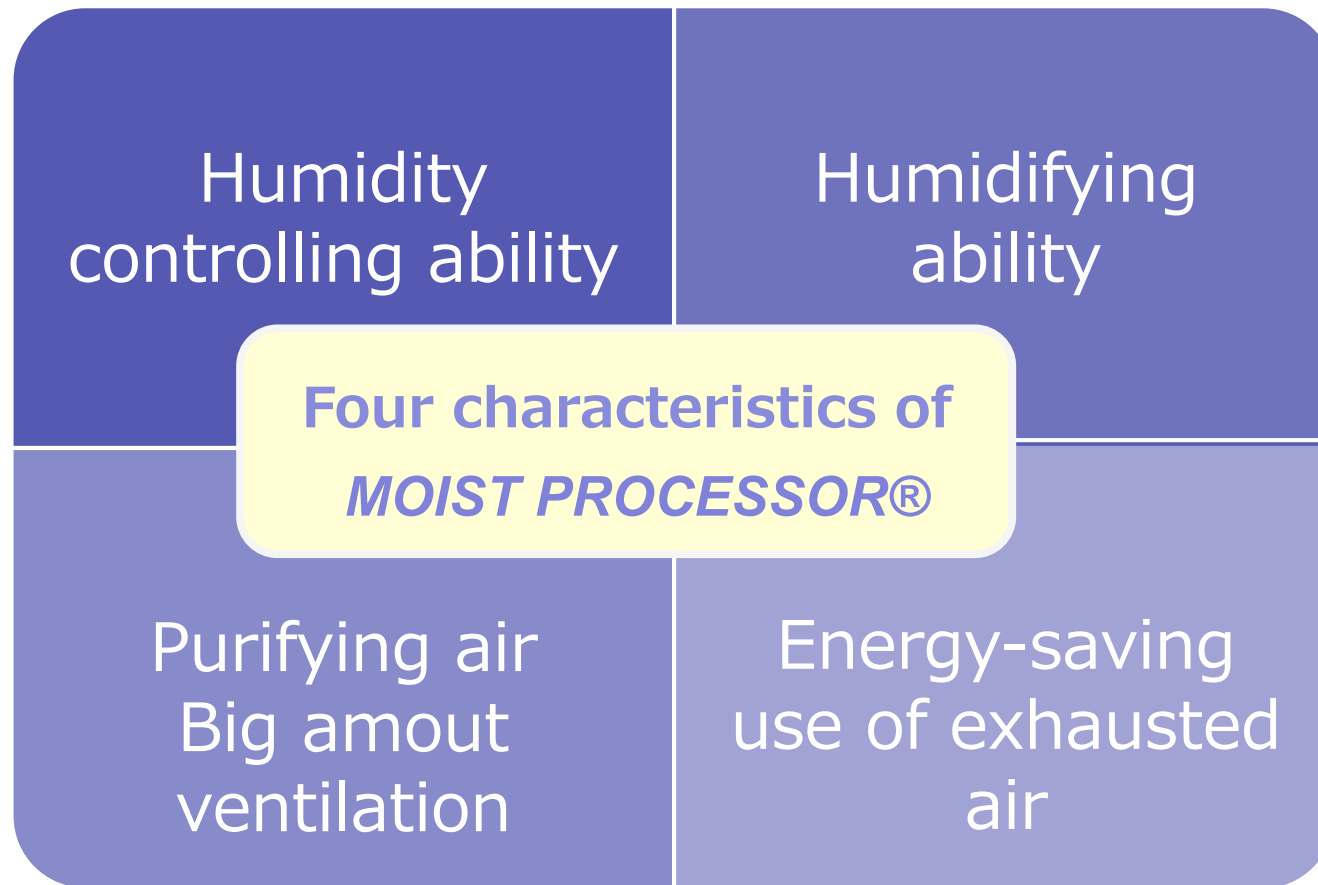 Humidity
controlling ability
Humidifying
ability
Four characteristics of
MOIST PROCESSOR®
Purifying air
Big amout
ventilation
Energy-saving
use of exhausted
air